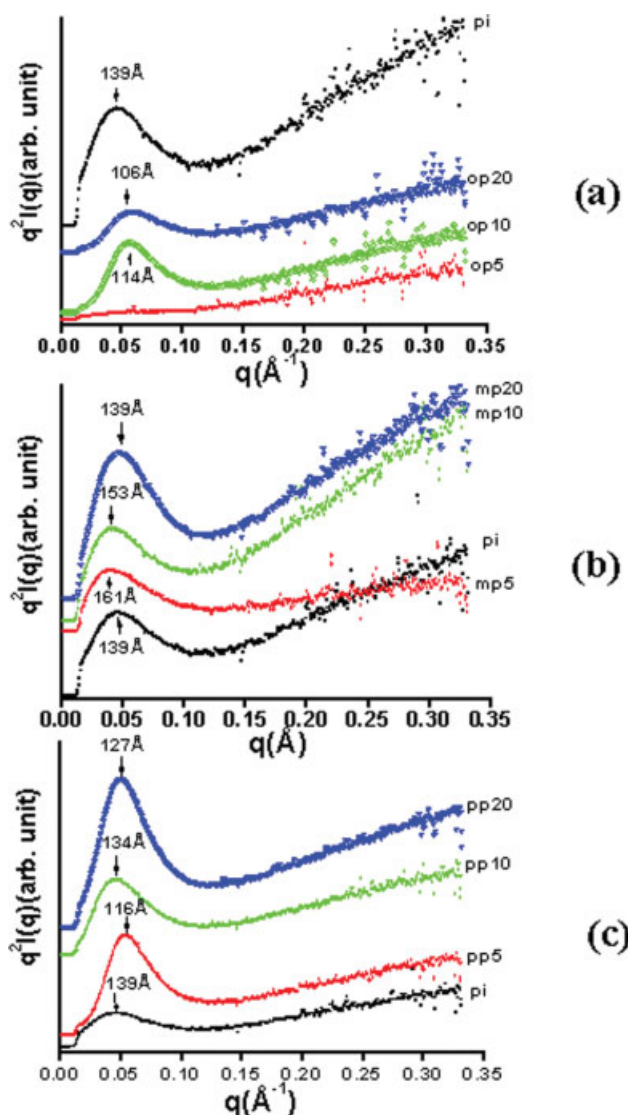 pi
139Å
106Å
op20
(a)
op10
114Å
op5
q²I(q)(arb. unit)
0.00 0.05 0.10 0.15 0.20 0.25 0.30 0.35
q(Å⁻¹)
mp20
139Å
mp10
153Å
pi
(b)
161Å
mp5
139Å
q²I(q)(arb. unit)
0.00 0.05 0.10 0.15 0.20 0.25 0.30 0.35
q(Å)
127Å
pp20
134Å
pp10
116Å
(c)
pp5
139Å
pi
q²I(q)(arb. unit)
0.00 0.05 0.10 0.15 0.20 0.25 0.30 0.35
q(Å⁻¹)